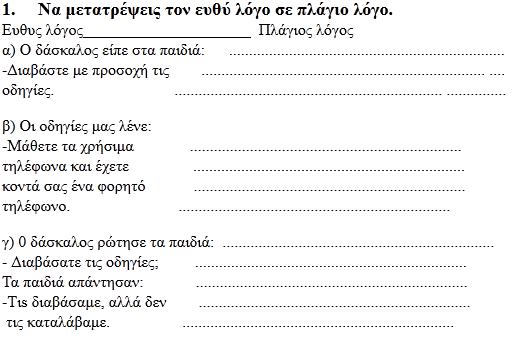 1. Να μετατρέψεις τον ευθύ λόγο σε πλάγιο λόγο.
Ευθυς λόγος______________________ Πλάγιος λόγος
α) Ο δάσκαλος είπε στα παιδιά: ......................................................................
-Διαβάστε με προσοχή τις ....................................................................... ....
οδηγίες. ................................................................... ...............
β) Οι οδηγίες μας λένε:
-Μάθετε τα χρήσιμα ....................................................................
τηλέφωνα και έχετε ....................................................................
κοντά σας ένα φορητό ....................................................................
τηλέφωνο. ....................................................................
γ) 0 δάσκαλος ρώτησε τα παιδιά: ....................................................................
- Διαβάσατε τις οδηγίες; ....................................................................
Τα παιδιά απάντησαν: ....................................................................
-Τις διαβάσαμε, αλλά δεν ....................................................................
τις καταλάβαμε. ....................................................................